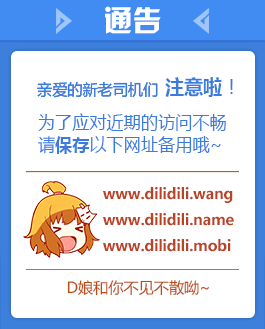 通告
亲爱的新老司机们 注意啦！
为了应对近期的访问不畅
请保存以下网址备用哦~
www.dilidili.wang
www.dilidili.name
www.dilidili.mobi
D娘和你不见不散呦~